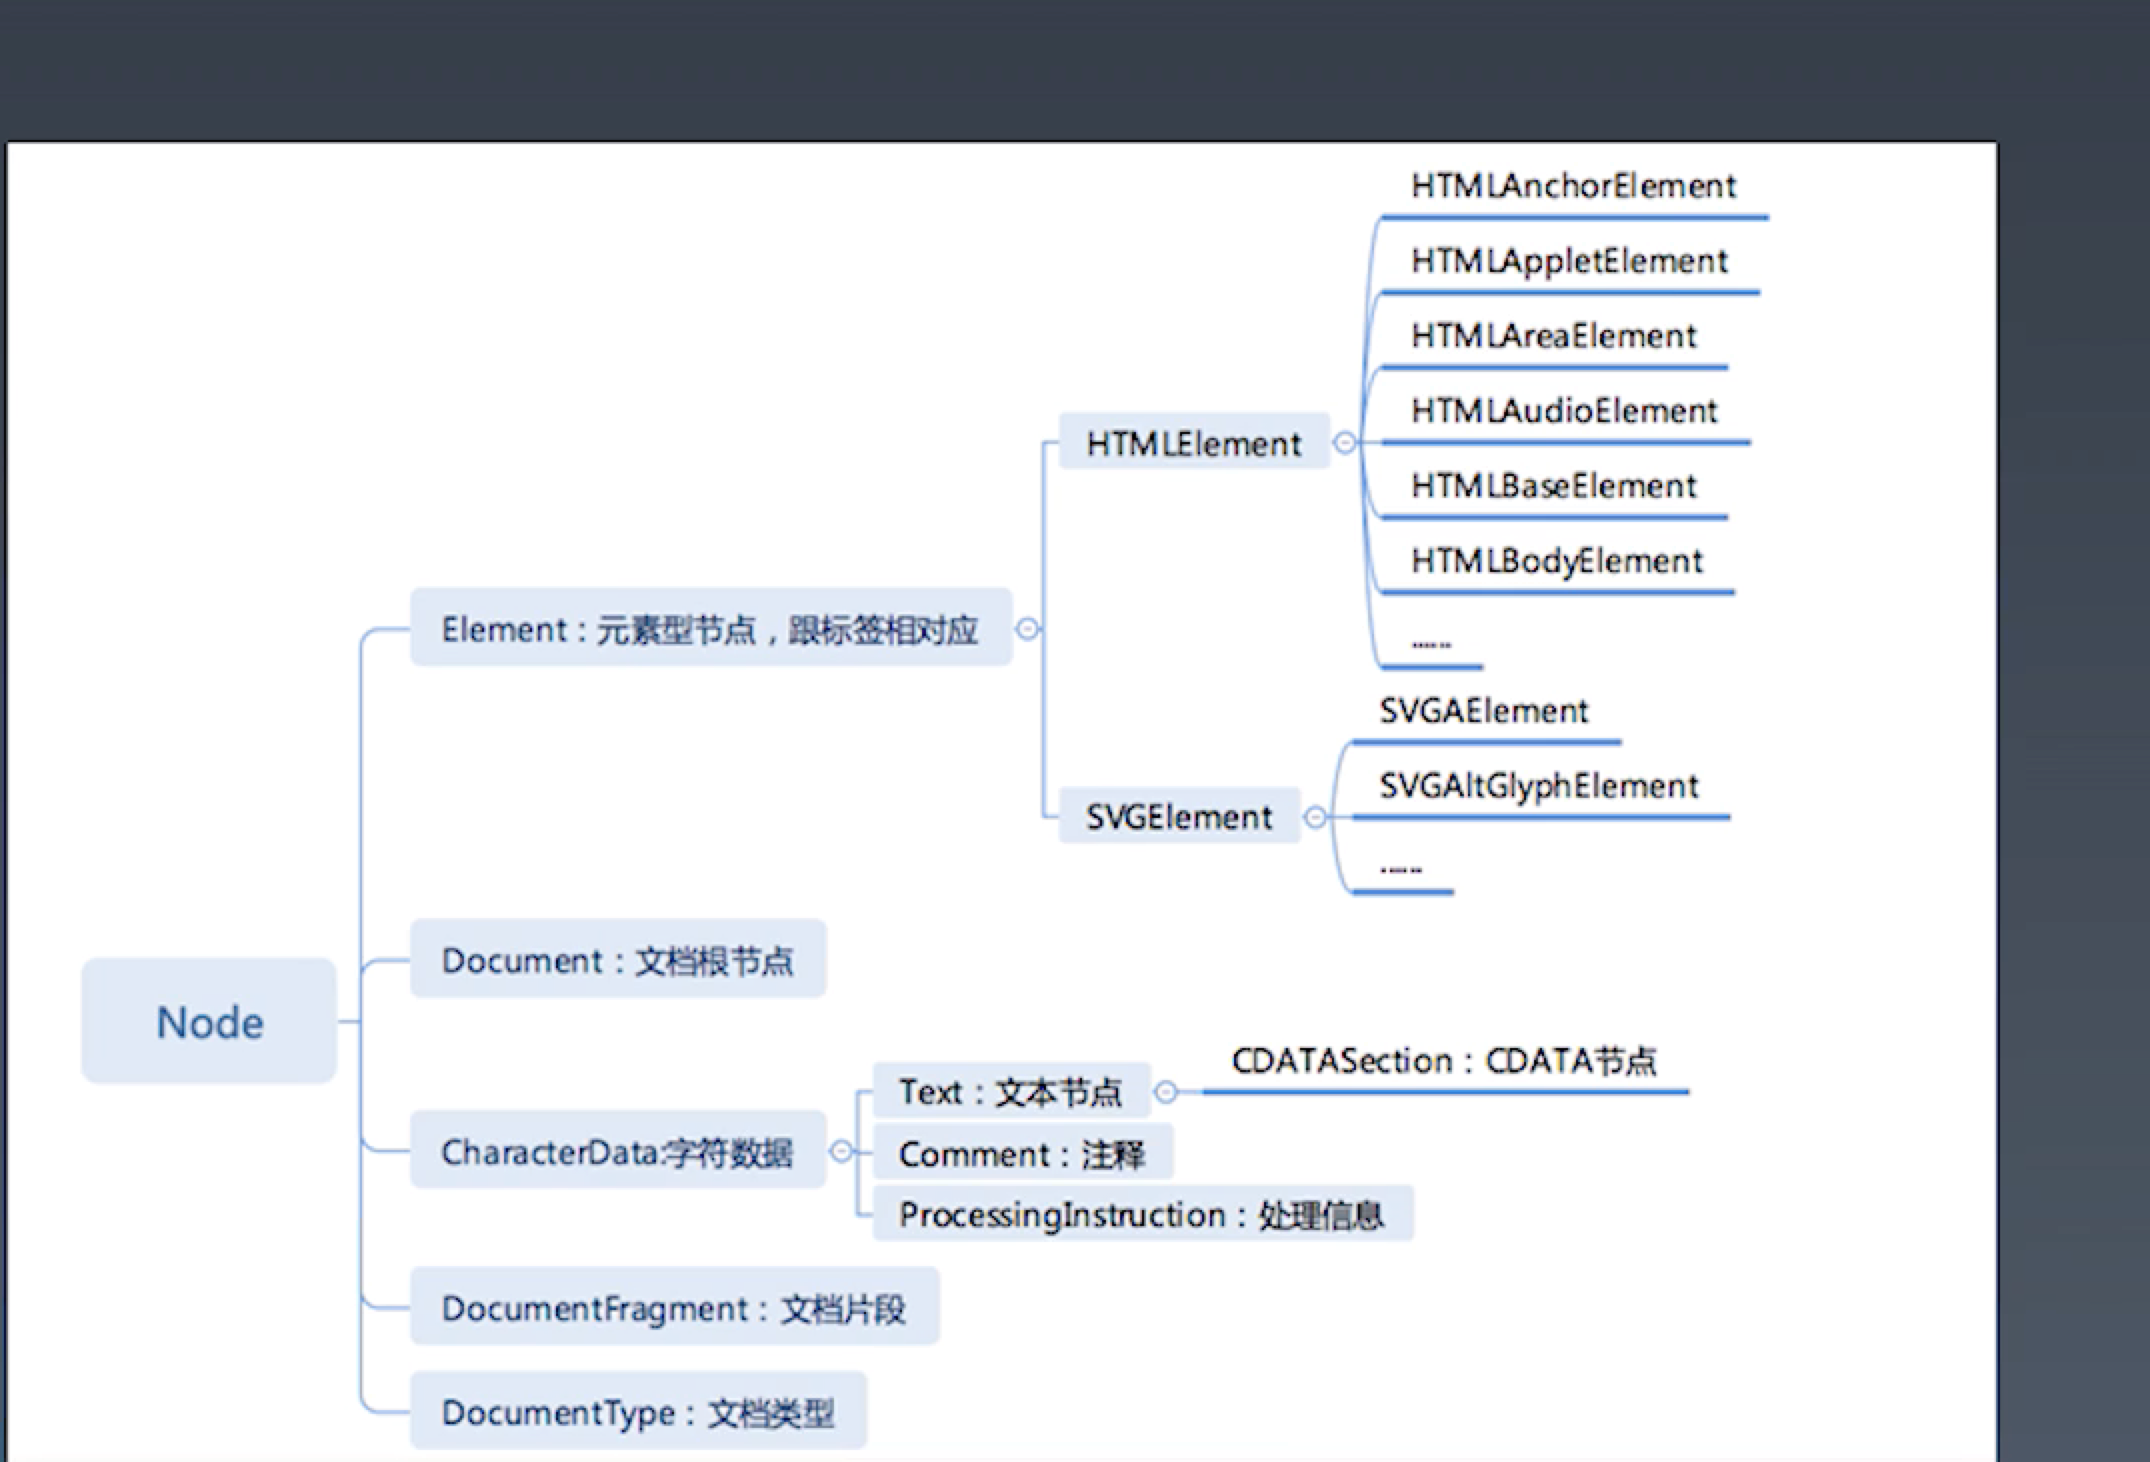 HTMLAnchorElement
HTMLAppletElement
HTMLAreaElement
HTMLAudioElement
HTMLElement
HTMLBaseElement
HTMLBodyElement
Element：元素型节点，跟标签相对应
......
SVGAElement
SVGAltGlyphElement
SVGElement
......
Document：文档根节点
Node
CDATASection：CDATA节点
Text：文本节点
CharacterData:字符数据
Comment：注释
ProcessingInstruction：处理信息
DocumentFragment：文档片段
DocumentType：文档类型